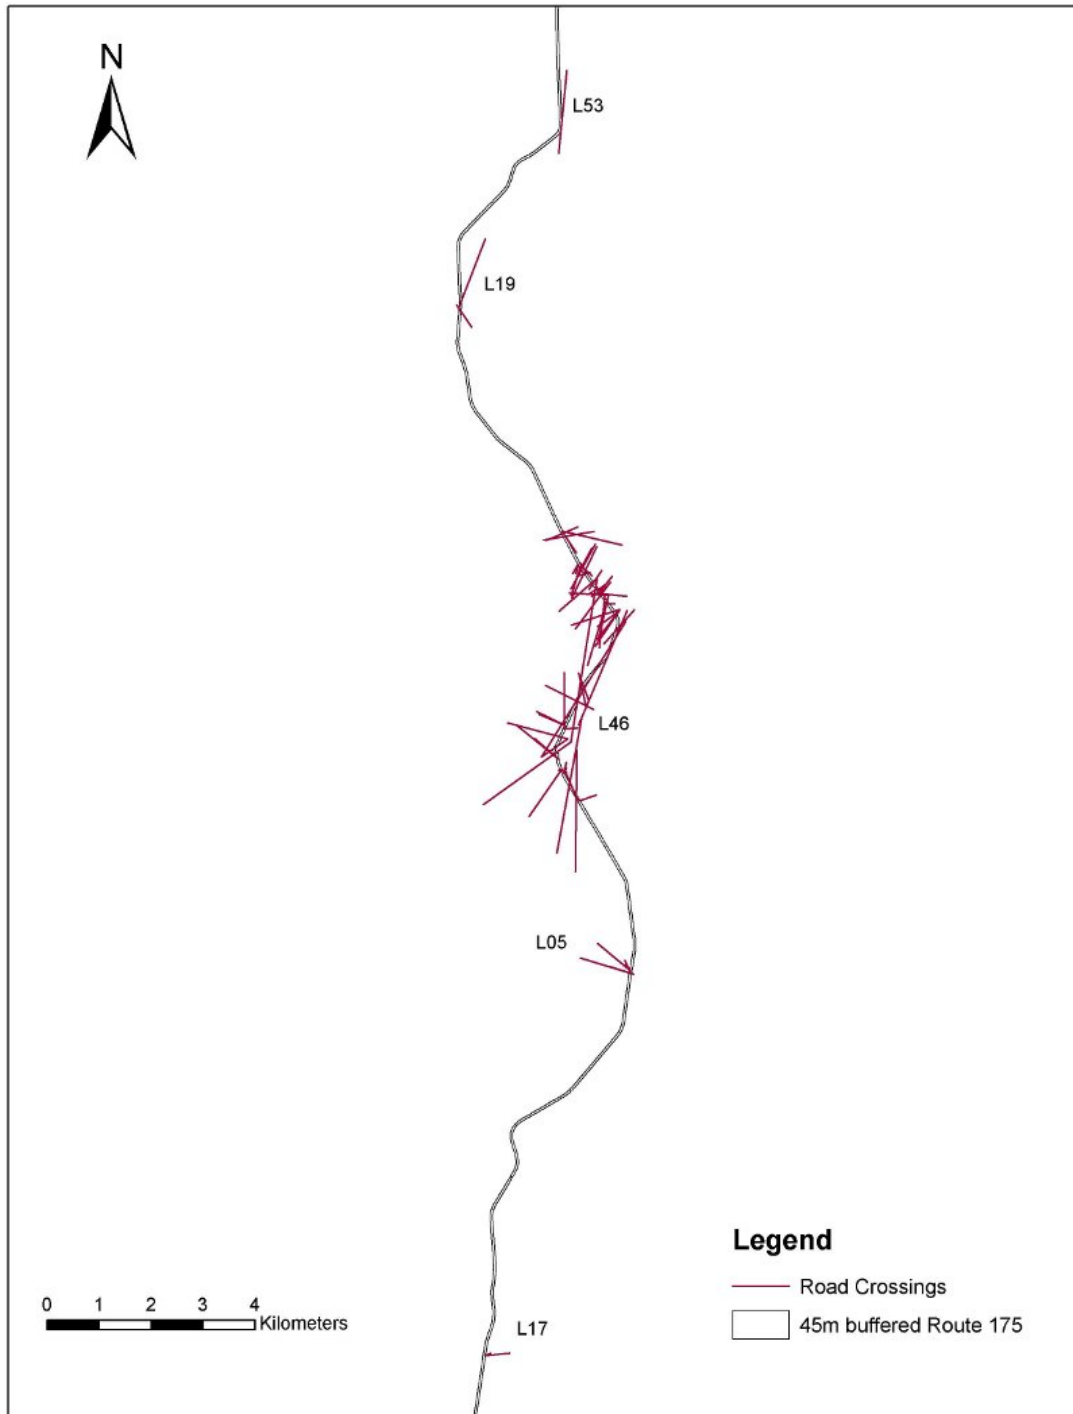 N
L53
L19
L46
L05
Legend
Road Crossings
0 1 2 3 4
Kilometers
45m buffered Route 175
L17